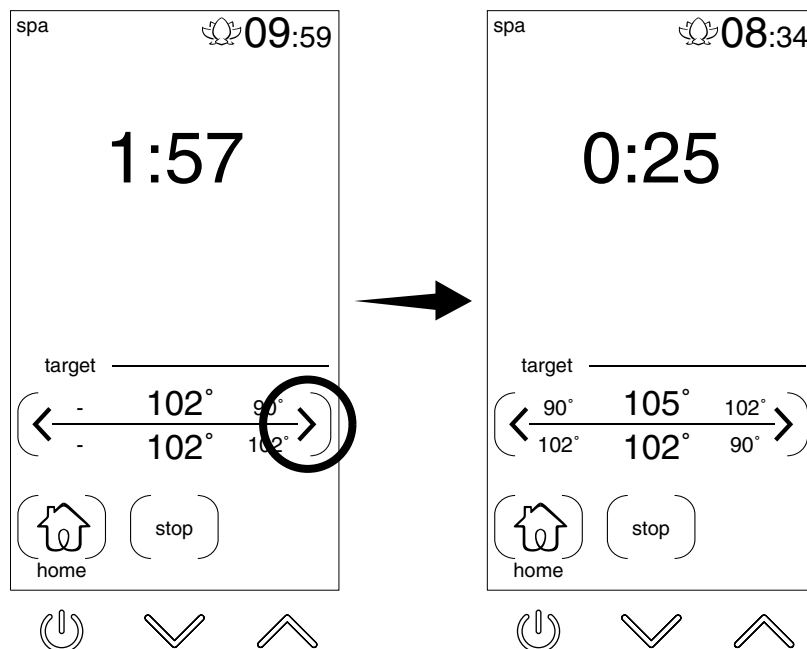 spa 09:59
1:57
target
- 102° 90°
- 102° 102°
stop
home
spa 08:34
0:25
target
90° 105° 102°
102° 102° 90°
stop
home